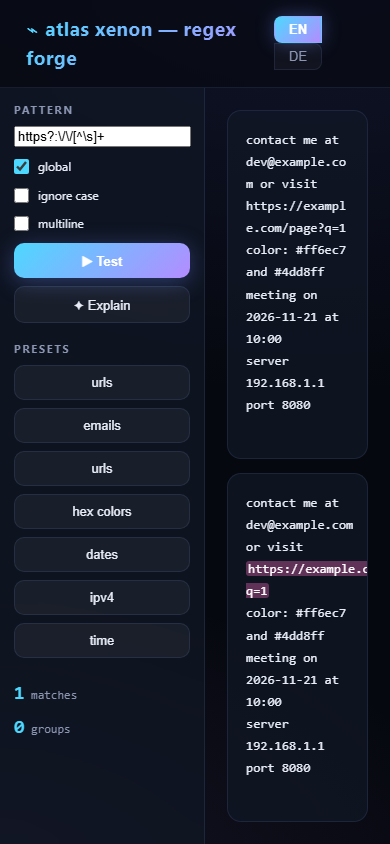 ⌁ atlas xenon — regex
forge
EN
DE
PATTERN
https?:\/\/[^\s]+
global
ignore case
multiline
▶ Test
✦ Explain
PRESETS
urls
emails
urls
hex colors
dates
ipv4
time
1 matches
0 groups
contact me at
dev@example.co
m or visit
https://exampl
e.com/page?q=1
color: #ff6ec7
and #4dd8ff
meeting on
2026-11-21 at
10:00
server
192.168.1.1
port 8080
contact me at
dev@example.com
or visit
https://example.c
q=1
color: #ff6ec7
and #4dd8ff
meeting on
2026-11-21 at
10:00
server
192.168.1.1
port 8080